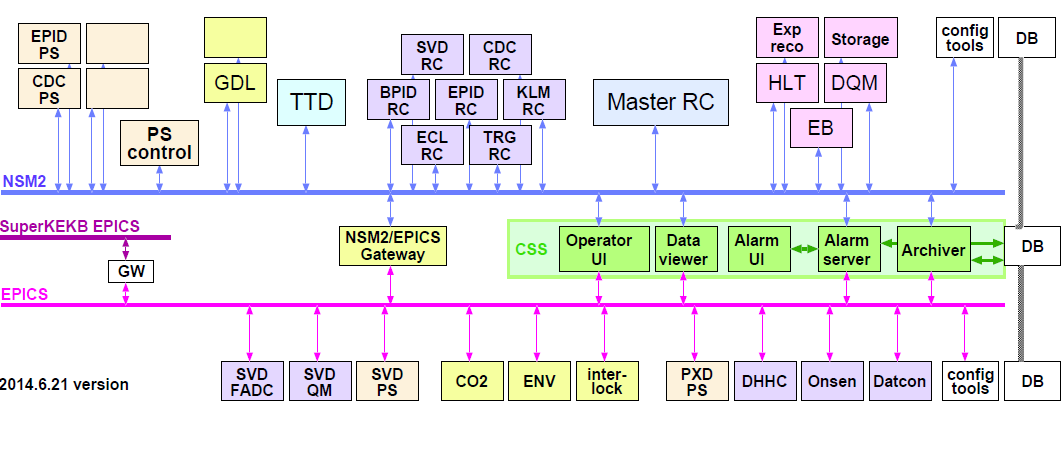 EPID
PS
CDC
PS
PS
control
GDL
TTD
SVD
RC
CDC
RC
BPID
RC
EPID
RC
KLM
RC
ECL
RC
TRG
RC
Master RC
Exp
reco
Storage
HLT
DQM
EB
config
tools
DB
NSM2
SuperKEKB EPICS
GW
NSM2/EPICS
Gateway
CSS
Operator
UI
Data
viewer
Alarm
UI
Alarm
server
Archiver
DB
EPICS
2014.6.21 version
SVD
FADC
SVD
QM
SVD
PS
CO2
ENV
inter-
lock
PXD
PS
DHHC
Onsen
Datcon
config
tools
DB